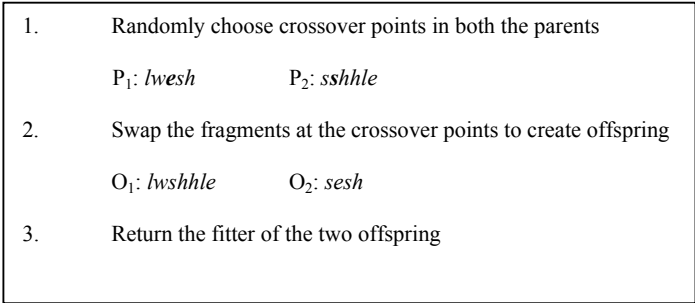 1. Randomly choose crossover points in both the parents
P₁: lwesh P₂: sshhle
2. Swap the fragments at the crossover points to create offspring
O₁: lwshhle O₂: sesh
3. Return the fitter of the two offspring